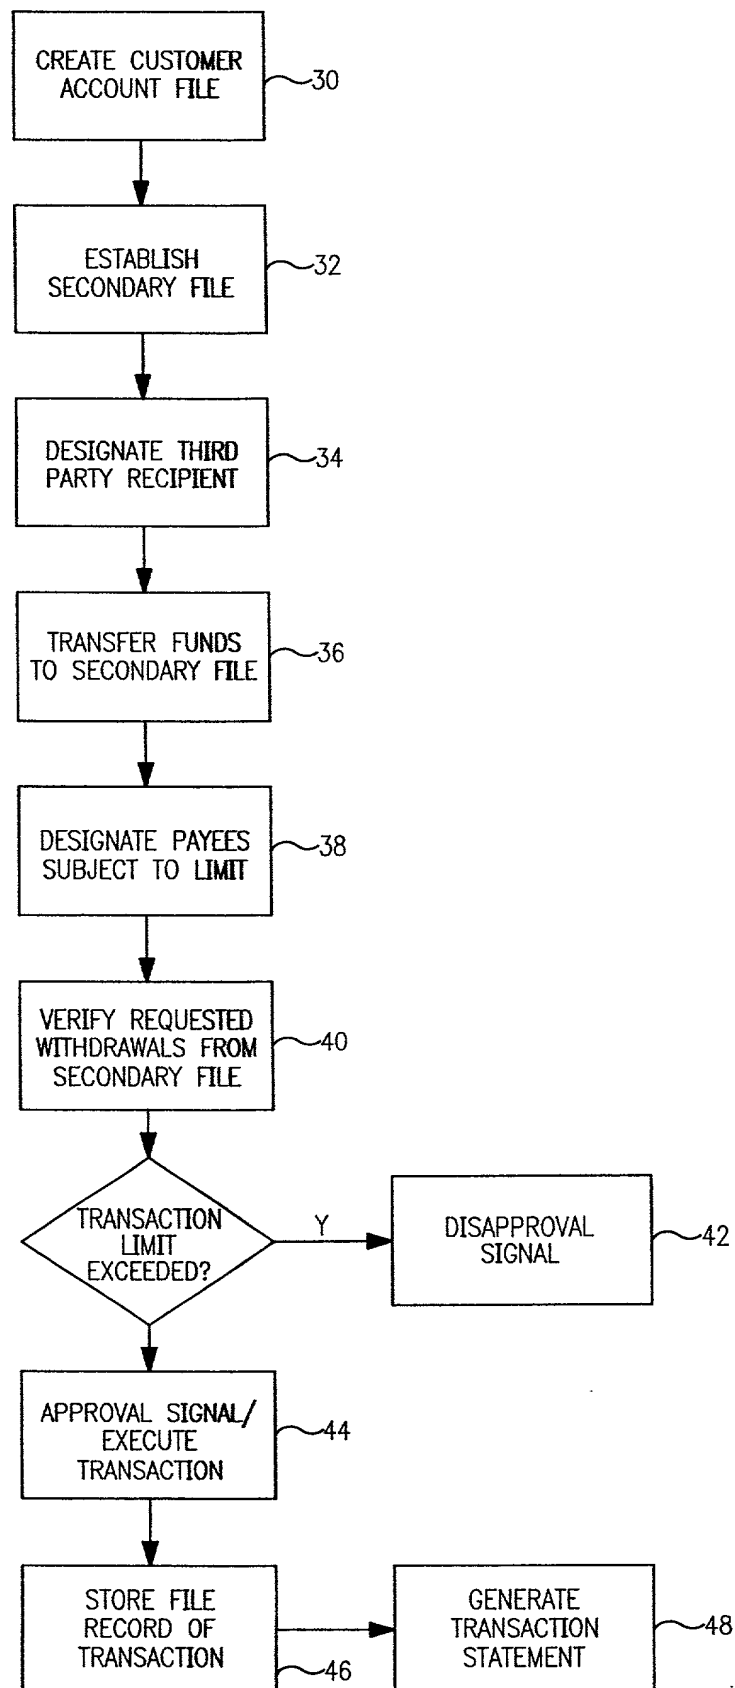 CREATE CUSTOMER
ACCOUNT FILE
30
ESTABLISH
SECONDARY FILE
32
DESIGNATE THIRD
PARTY RECIPIENT
34
TRANSFER FUNDS
TO SECONDARY FILE
36
DESIGNATE PAYEES
SUBJECT TO LIMIT
38
VERIFY REQUESTED
WITHDRAWALS FROM
SECONDARY FILE
40
TRANSACTION
LIMIT
EXCEEDED?
Y
DISAPPROVAL
SIGNAL
42
APPROVAL SIGNAL/
EXECUTE
TRANSACTION
44
STORE FILE
RECORD OF
TRANSACTION
46
GENERATE
TRANSACTION
STATEMENT
48